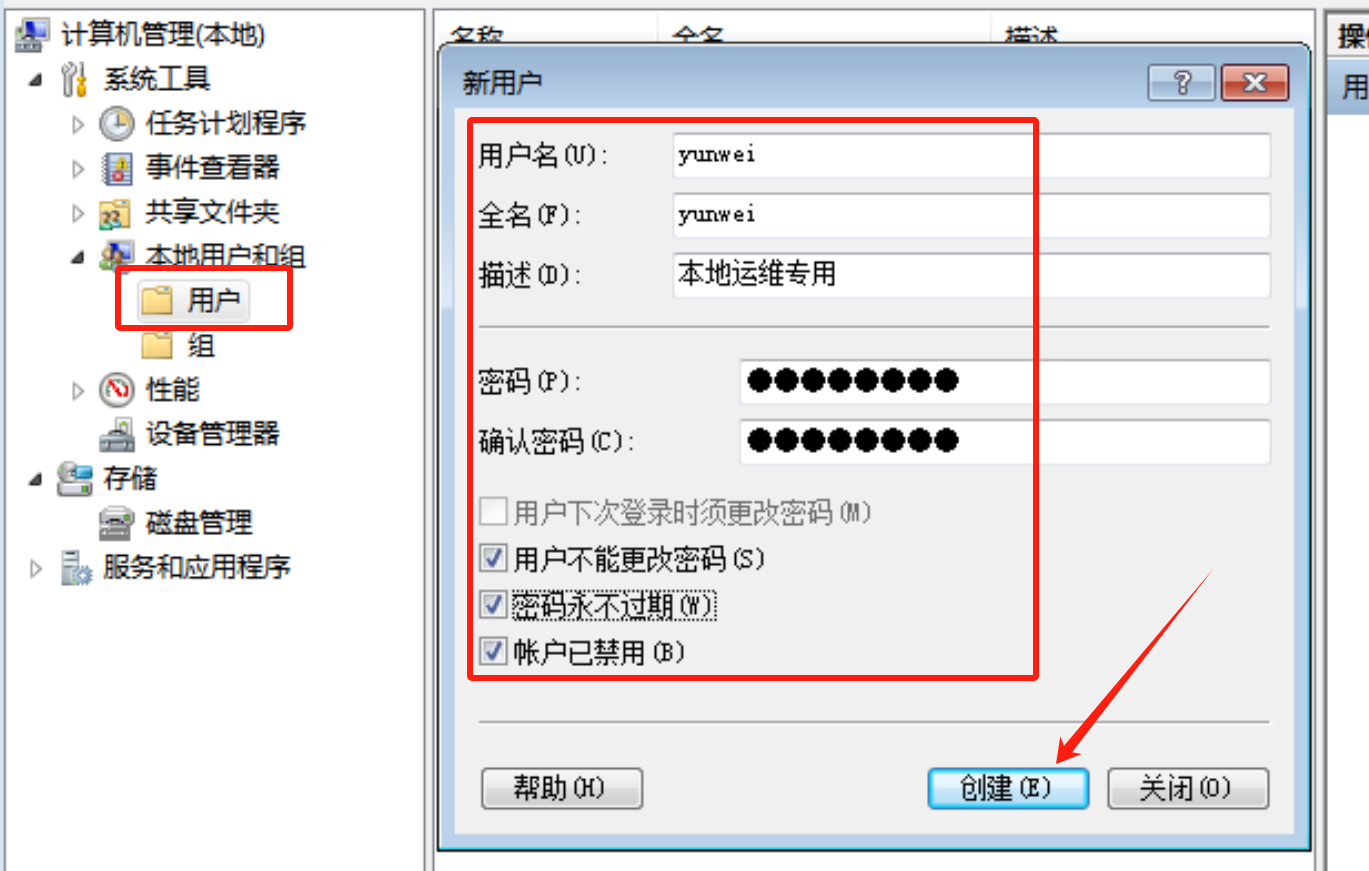 计算机管理(本地)
系统工具
任务计划程序
事件查看器
共享文件夹
本地用户和组
用户
组
性能
设备管理器
存储
磁盘管理
服务和应用程序
名称 全名 描述
新用户
用户名(U): yunwei
全名(F): yunwei
描述(D): 本地运维专用
密码(P): ●●●●●●●●
确认密码(C): ●●●●●●●●
用户下次登录时须更改密码(M)
用户不能更改密码(S)
密码永不过期(W)
帐户已禁用(B)
帮助(H) 创建(E) 关闭(O)
用